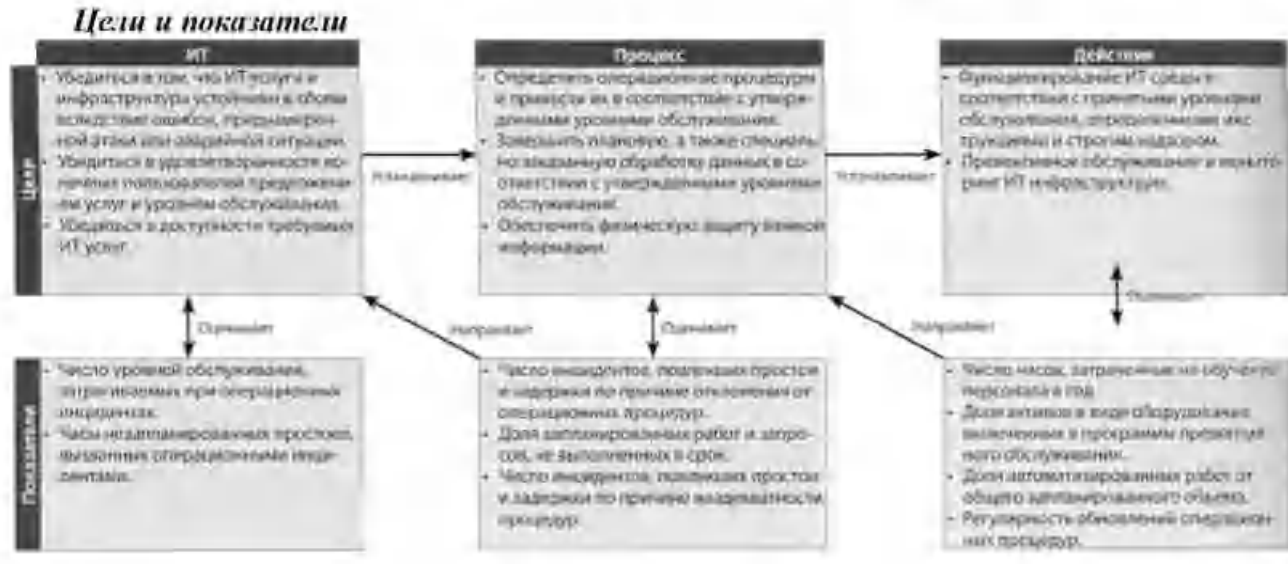 Цели и показатели
ИТ
Процесс
Действия
Цели
• Убедиться в том, что ИТ услуги и
инфраструктура устойчивы к сбоям
вследствие ошибок, преднамерен-
ной атаки или аварийной ситуации.
• Убедиться в удовлетворенности ко-
нечных пользователей предложени-
ем услуг и уровнем обслуживания.
• Убедиться в доступности требуемых
ИТ услуг.
Устанавливает
• Определить операционные процедуры
и привести их в соответствие с утверж-
денными уровнями обслуживания.
• Завершить плановую, а также специаль-
но заказанную обработку данных в со-
ответствии с утвержденными уровнями
обслуживания.
• Обеспечить физическую защиту важной
информации.
Устанавливает
• Функционирование ИТ среды в
соответствии с принятыми уровнями
обслуживания, определенными инс
трукциями и строгим надзором.
• Превентивное обслуживание и монито
ринг ИТ инфраструктуры.
Оценивает
Направляет
Оценивает
Направляет
Оценивает
Показатели
• Число уровней обслуживания,
затрагиваемых при операционных
инцидентах.
• Часы незапланированных простоев,
вызванных операционными инци-
дентами.
• Число инцидентов, повлекших простои
и задержки по причине отклонения от
операционных процедур.
• Доля запланированных работ и запро-
сов, не выполненных в срок.
• Число инцидентов, повлекших простои
и задержки по причине неадекватности
процедур.
• Число часов, затраченных на обучение
персонала в год.
• Доля активов в виде оборудования
включенных в программы превентив
ного обслуживания.
• Доля автоматизированных работ от
общего запланированного объема.
• Регулярность обновлений операцион-
ных процедур.